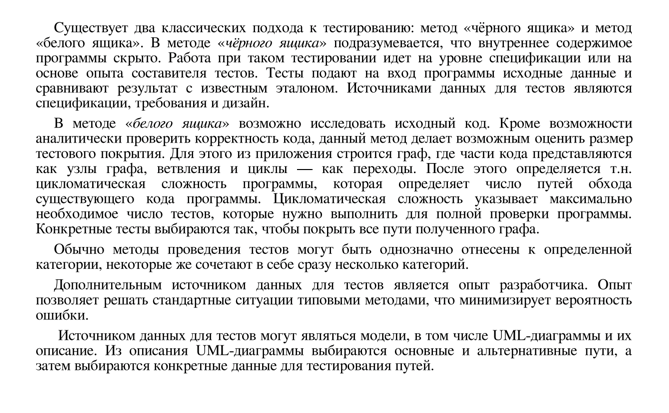 Существует два классических подхода к тестированию: метод «чёрного ящика» и метод
«белого ящика». В методе «чёрного ящика» подразумевается, что внутреннее содержимое
программы скрыто. Работа при таком тестировании идет на уровне спецификации или на
основе опыта составителя тестов. Тесты подают на вход программы исходные данные и
сравнивают результат с известным эталоном. Источниками данных для тестов являются
спецификации, требования и дизайн.
В методе «белого ящика» возможно исследовать исходный код. Кроме возможности
аналитически проверить корректность кода, данный метод делает возможным оценить размер
тестового покрытия. Для этого из приложения строится граф, где части кода представляются
как узлы графа, ветвления и циклы — как переходы. После этого определяется т.н.
цикломатическая сложность программы, которая определяет число путей обхода
существующего кода программы. Цикломатическая сложность указывает максимально
необходимое число тестов, которые нужно выполнить для полной проверки программы.
Конкретные тесты выбираются так, чтобы покрыть все пути полученного графа.
Обычно методы проведения тестов могут быть однозначно отнесены к определенной
категории, некоторые же сочетают в себе сразу несколько категорий.
Дополнительным источником данных для тестов является опыт разработчика. Опыт
позволяет решать стандартные ситуации типовыми методами, что минимизирует вероятность
ошибки.
Источником данных для тестов могут являться модели, в том числе UML-диаграммы и их
описание. Из описания UML-диаграммы выбираются основные и альтернативные пути, а
затем выбираются конкретные данные для тестирования путей.